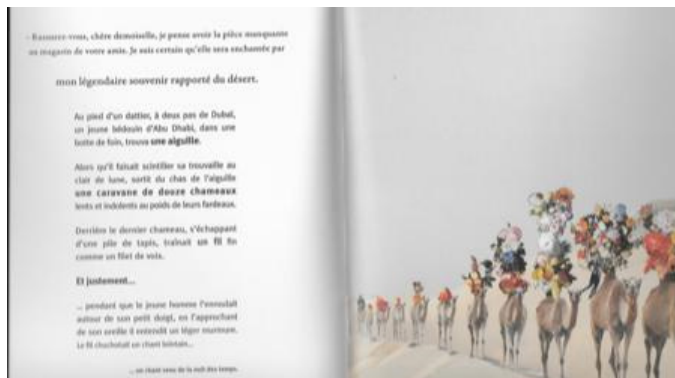 - Rassurez-vous, chère demoiselle, je pense avoir la pièce manquante
au magasin de votre amie. Je suis certain qu'elle sera enchantée par
mon légendaire souvenir rapporté du désert.
Au pied d'un dattier, à deux pas de Dubaï,
un jeune bédouin d'Abu Dhabi, dans une
botte de foin, trouva une aiguille.
Alors qu'il faisait scintiller sa trouvaille au
clair de lune, sortit du chas de l'aiguille
une caravane de douze chameaux
lents et indolents au poids de leurs fardeaux.
Derrière le dernier chameau, s'échappant
d'une pile de tapis, traînait un fil fin
comme un filet de voix.
Et justement...
... pendant que le jeune homme l'enroulait
autour de son petit doigt, en l'approchant
de son oreille il entendit un léger murmure.
Le fil chuchotait un chant lointain...
... un chant venu de la nuit des temps.